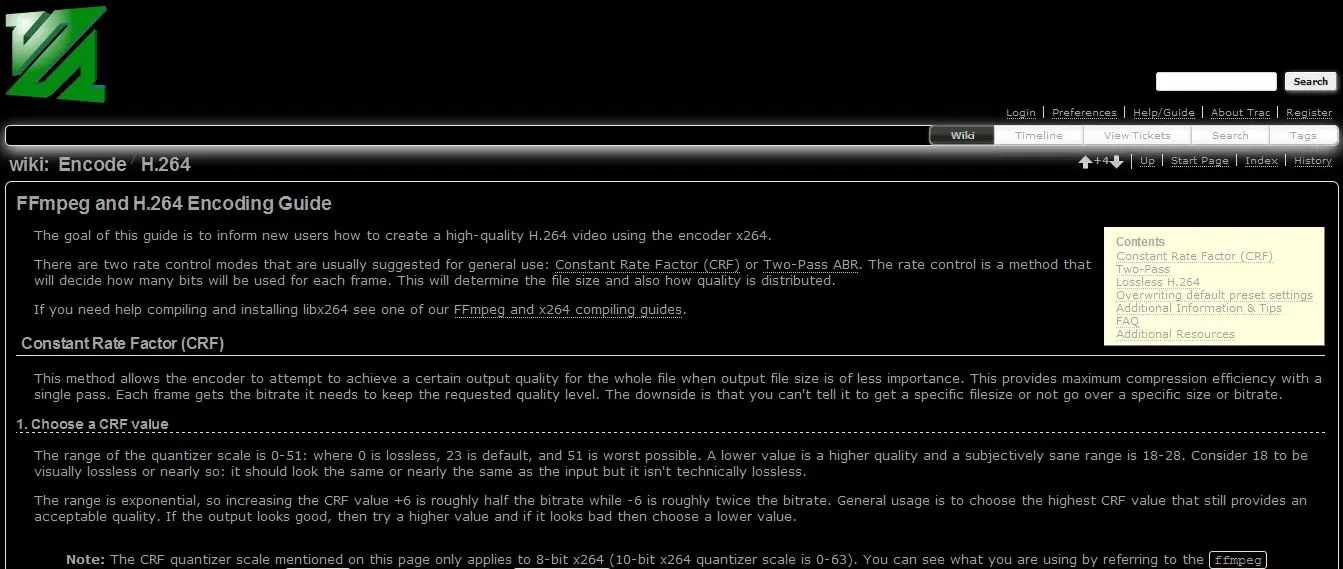 Search
Login | Preferences | Help/Guide | About Trac | Register
Wiki Timeline View Tickets Search Tags
wiki: Encode / H.264
+4 | Up | Start Page | Index | History
FFmpeg and H.264 Encoding Guide
The goal of this guide is to inform new users how to create a high-quality H.264 video using the encoder x264.
There are two rate control modes that are usually suggested for general use: Constant Rate Factor (CRF) or Two-Pass ABR. The rate control is a method that
will decide how many bits will be used for each frame. This will determine the file size and also how quality is distributed.
If you need help compiling and installing libx264 see one of our FFmpeg and x264 compiling guides.
Contents
Constant Rate Factor (CRF)
Two-Pass
Lossless H.264
Overwriting default preset settings
Additional Information & Tips
FAQ
Additional Resources
Constant Rate Factor (CRF)
This method allows the encoder to attempt to achieve a certain output quality for the whole file when output file size is of less importance. This provides maximum compression efficiency with a
single pass. Each frame gets the bitrate it needs to keep the requested quality level. The downside is that you can't tell it to get a specific filesize or not go over a specific size or bitrate.
1. Choose a CRF value
The range of the quantizer scale is 0-51: where 0 is lossless, 23 is default, and 51 is worst possible. A lower value is a higher quality and a subjectively sane range is 18-28. Consider 18 to be
visually lossless or nearly so: it should look the same or nearly the same as the input but it isn't technically lossless.
The range is exponential, so increasing the CRF value +6 is roughly half the bitrate while -6 is roughly twice the bitrate. General usage is to choose the highest CRF value that still provides an
acceptable quality. If the output looks good, then try a higher value and if it looks bad then choose a lower value.
Note: The CRF quantizer scale mentioned on this page only applies to 8-bit x264 (10-bit x264 quantizer scale is 0-63). You can see what you are using by referring to the ffmpeg